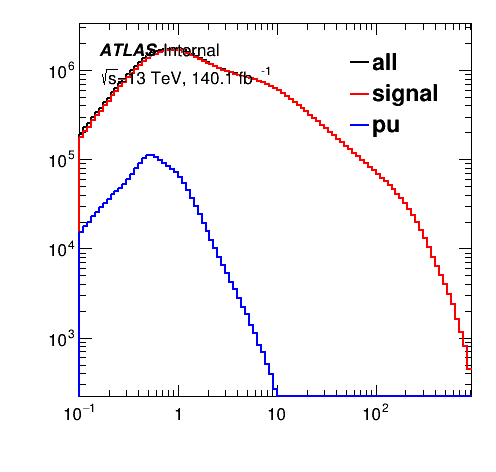 ATLAS Internal
√s=13 TeV, 140.1 fb⁻¹
all
signal
pu
10⁶
10⁵
10⁴
10³
10⁻¹ 1 10 10²